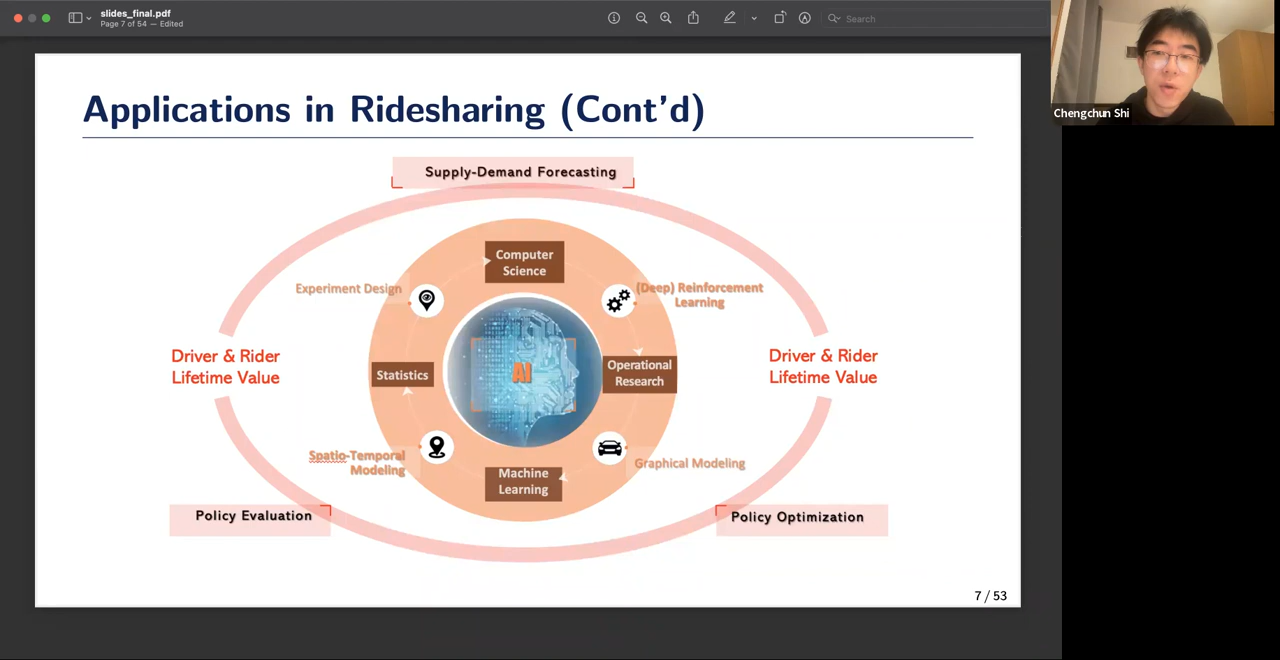 slides_final.pdf
Page 7 of 54 — Edited
Search
Chengchun Shi
Applications in Ridesharing (Cont'd)
Supply-Demand Forecasting
Computer
Science
Experiment Design
(Deep) Reinforcement
Learning
Driver & Rider
Lifetime Value
Statistics
AI
Operational
Research
Driver & Rider
Lifetime Value
Spatio-Temporal
Modeling
Machine
Learning
Graphical Modeling
Policy Evaluation
Policy Optimization
7 / 53